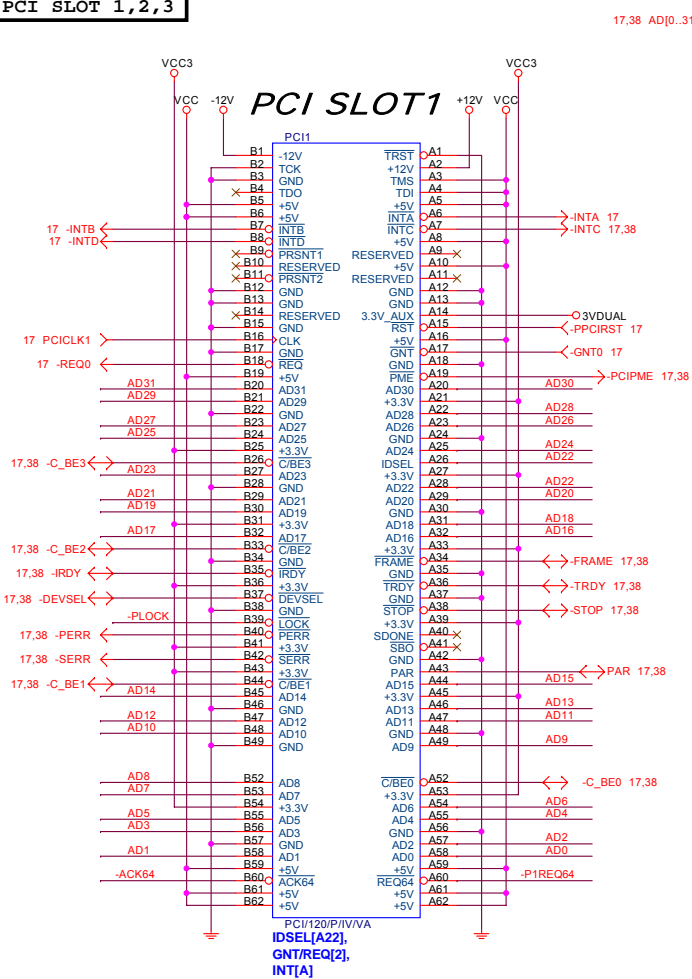 PCI SLOT 1,2,3
17,38 AD[0..31
VCC3 VCC3
VCC -12V PCI SLOT1 +12V VCC
PCI1
B1 -12V TRST A1
B2 TCK +12V A2
B3 GND TMS A3
B4 TDO TDI A4
B5 +5V +5V A5
B6 +5V INTA A6 -INTA 17
17 -INTB B7 INTB INTC A7 -INTC 17,38
17 -INTD B8 INTD +5V A8
B9 PRSNT1 RESERVED A9
B10 RESERVED +5V A10
B11 PRSNT2 RESERVED A11
B12 GND GND A12
B13 GND GND A13
B14 RESERVED 3.3V_AUX A14 3VDUAL
B15 GND RST A15 -PPCIRST 17
17 PCICLK1 B16 CLK +5V A16
B17 GND GNT A17 -GNT0 17
17 -REQ0 B18 REQ GND A18
B19 +5V PME A19 -PCIPME 17,38
AD31 B20 AD31 AD30 A20 AD30
AD29 B21 AD29 +3.3V A21
B22 GND AD28 A22 AD28
AD27 B23 AD27 AD26 A23 AD26
AD25 B24 AD25 GND A24
B25 +3.3V AD24 A25 AD24
17,38 -C_BE3 B26 C/BE3 IDSEL A26 AD22
AD23 B27 AD23 +3.3V A27
B28 GND AD22 A28 AD22
AD21 B29 AD21 AD20 A29 AD20
AD19 B30 AD19 GND A30
B31 +3.3V AD18 A31 AD18
AD17 B32 AD17 AD16 A32 AD16
17,38 -C_BE2 B33 C/BE2 +3.3V A33
B34 GND FRAME A34 -FRAME 17,38
17,38 -IRDY B35 IRDY GND A35
B36 +3.3V TRDY A36 -TRDY 17,38
17,38 -DEVSEL B37 DEVSEL GND A37
B38 GND STOP A38 -STOP 17,38
-PLOCK B39 LOCK +3.3V A39
17,38 -PERR B40 PERR SDONE A40
B41 +3.3V SBO A41
17,38 -SERR B42 SERR GND A42
B43 +3.3V PAR A43 PAR 17,38
17,38 -C_BE1 B44 C/BE1 AD15 A44 AD15
AD14 B45 AD14 +3.3V A45
B46 GND AD13 A46 AD13
AD12 B47 AD12 AD11 A47 AD11
AD10 B48 AD10 GND A48
B49 GND AD9 A49 AD9
AD8 B52 AD8 C/BE0 A52 -C_BE0 17,38
AD7 B53 AD7 +3.3V A53
B54 +3.3V AD6 A54 AD6
AD5 B55 AD5 AD4 A55 AD4
AD3 B56 AD3 GND A56
B57 GND AD2 A57 AD2
AD1 B58 AD1 AD0 A58 AD0
B59 +5V +5V A59
-ACK64 B60 ACK64 REQ64 A60 -P1REQ64
B61 +5V +5V A61
B62 +5V +5V A62
PCI/120/P/IV/VA
IDSEL[A22],
GNT/REQ[2],
INT[A]